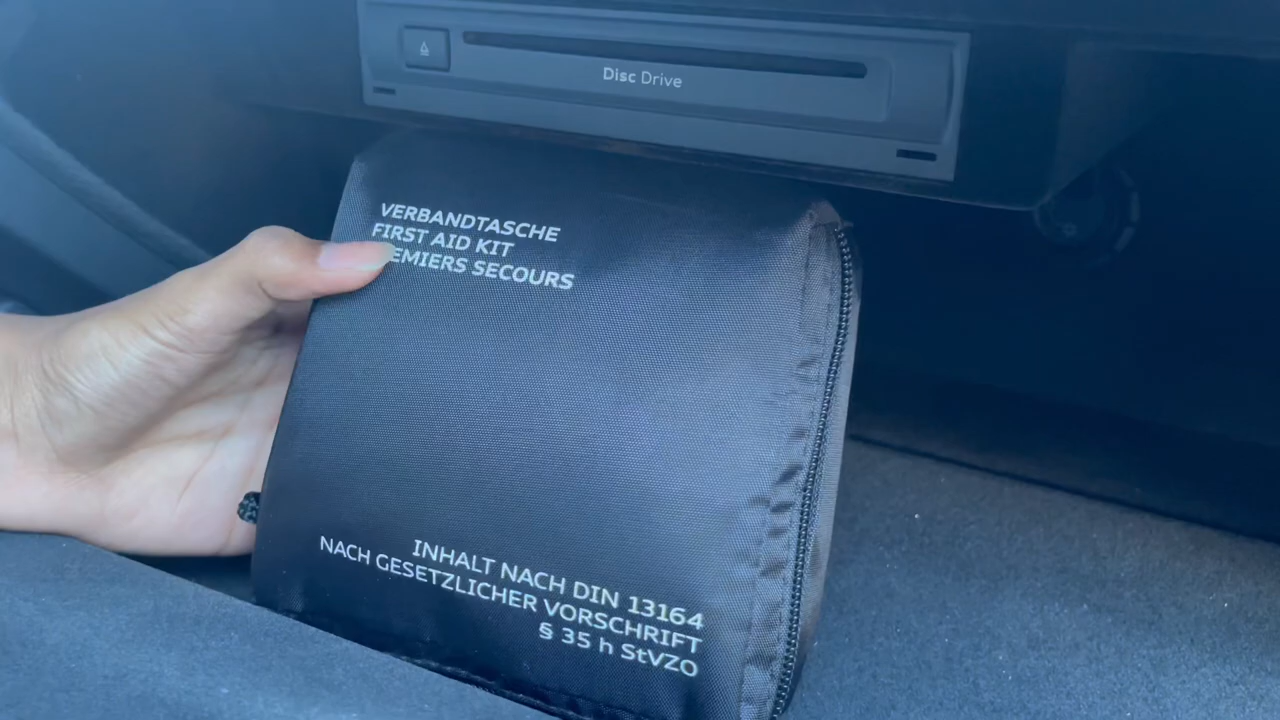 Disc Drive
VERBANDTASCHE
FIRST AID KIT
SECOURS
INHALT NACH DIN 13164
NACH GESETZLICHER VORSCHRIFT
§ 35 h StVZO